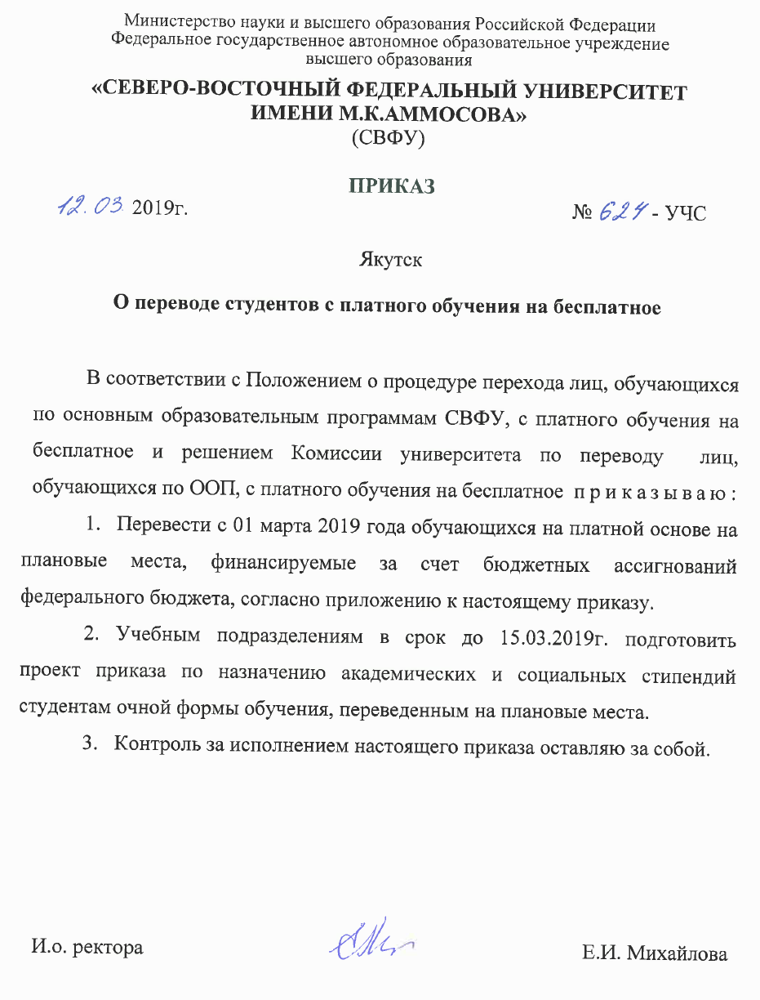 Министерство науки и высшего образования Российской Федерации
Федеральное государственное автономное образовательное учреждение
высшего образования
«СЕВЕРО-ВОСТОЧНЫЙ ФЕДЕРАЛЬНЫЙ УНИВЕРСИТЕТ
ИМЕНИ М.К.АММОСОВА»
(СВФУ)
ПРИКАЗ
12.03. 2019г. № 624 - УЧС
Якутск
О переводе студентов с платного обучения на бесплатное
В соответствии с Положением о процедуре перехода лиц, обучающихся
по основным образовательным программам СВФУ, с платного обучения на
бесплатное и решением Комиссии университета по переводу лиц,
обучающихся по ООП, с платного обучения на бесплатное п р и к а з ы в а ю :
1. Перевести с 01 марта 2019 года обучающихся на платной основе на
плановые места, финансируемые за счет бюджетных ассигнований
федерального бюджета, согласно приложению к настоящему приказу.
2. Учебным подразделениям в срок до 15.03.2019г. подготовить
проект приказа по назначению академических и социальных стипендий
студентам очной формы обучения, переведенным на плановые места.
3. Контроль за исполнением настоящего приказа оставляю за собой.
И.о. ректора Е.И. Михайлова